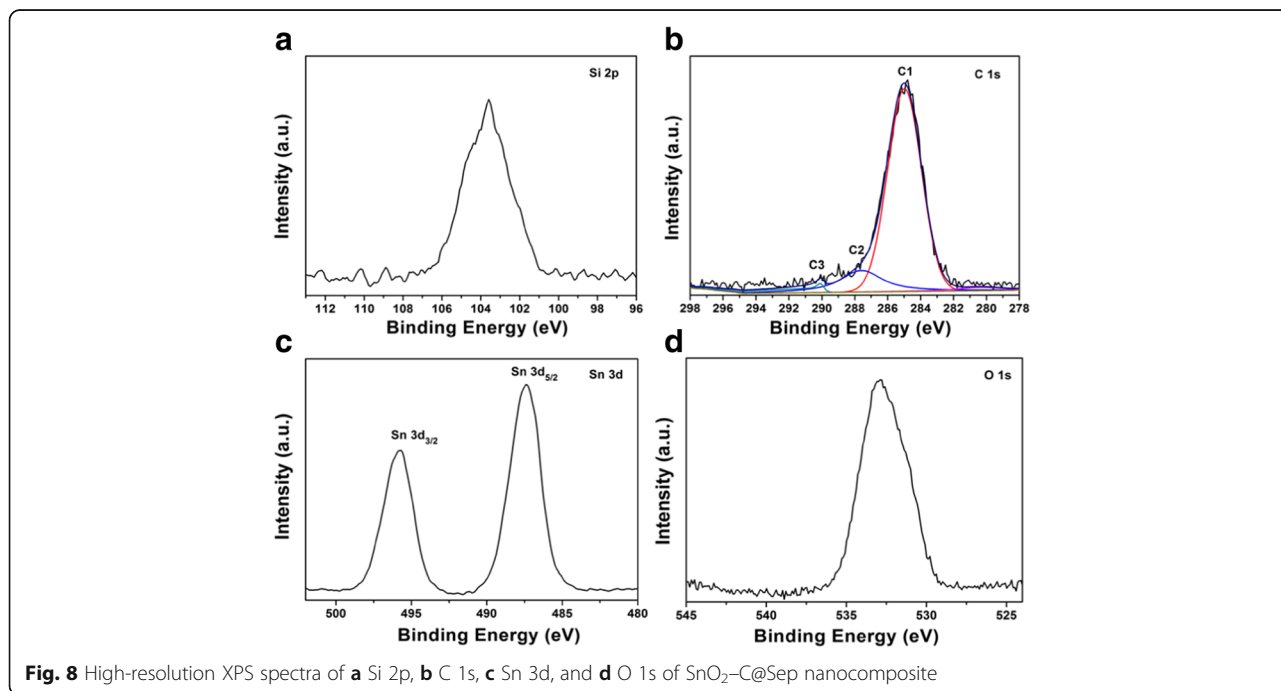 a
Si 2p
Intensity (a.u.)
112 110 108 106 104 102 100 98 96
Binding Energy (eV)
b
C1
C 1s
C2
C3
Intensity (a.u.)
298 296 294 292 290 288 286 284 282 280 278
Binding Energy (eV)
c
Sn 3d5/2
Sn 3d
Sn 3d3/2
Intensity (a.u.)
500 495 490 485 480
Binding Energy (eV)
d
O 1s
Intensity (a.u.)
545 540 535 530 525
Binding Energy (eV)
Fig. 8 High-resolution XPS spectra of a Si 2p, b C 1s, c Sn 3d, and d O 1s of SnO₂–C@Sep nanocomposite